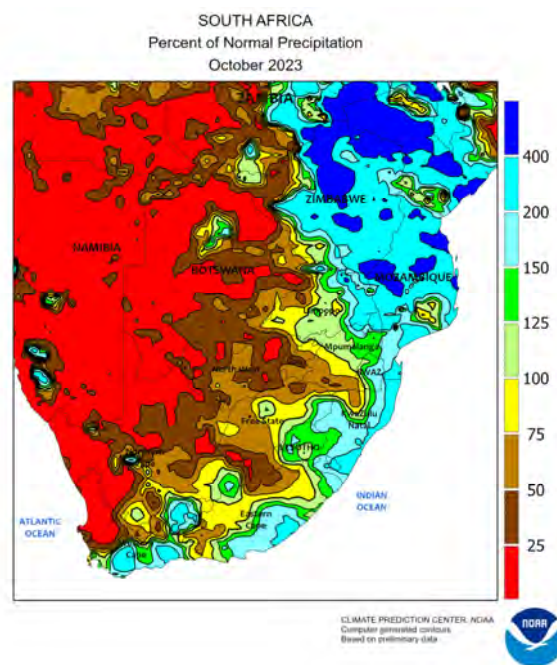 SOUTH AFRICA
Percent of Normal Precipitation
October 2023
ZIMBABWE
NAMIBIA
BOTSWANA
MOZAMBIQUE
Limpopo
Mpumalanga
North West
KwaZulu
Natal
Free State
LESOTHO
Eastern
Cape
Cape
ATLANTIC
OCEAN
INDIAN
OCEAN
400
200
150
125
100
75
50
25
CLIMATE PREDICTION CENTER, NOAA
Computer generated contours
Based on preliminary data
NOAA